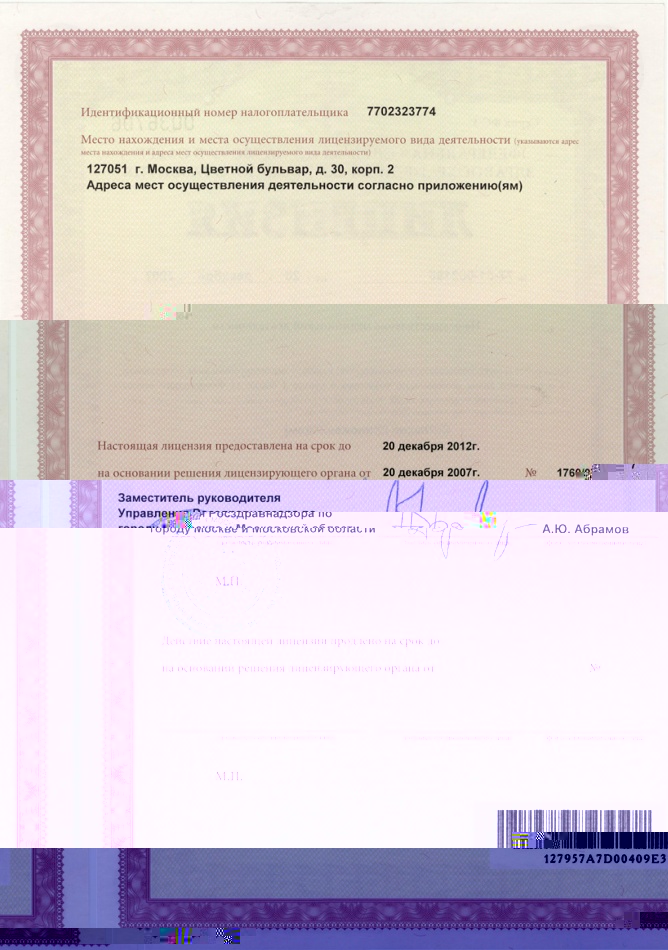 Идентификационный номер налогоплательщика 7702323774
Место нахождения и места осуществления лицензируемого вида деятельности (указываются адрес
места нахождения и адреса мест осуществления лицензируемого вида деятельности)
127051 г. Москва, Цветной бульвар, д. 30, корп. 2
Адреса мест осуществления деятельности согласно приложению(ям)
Настоящая лицензия предоставлена на срок до 20 декабря 2012г.
на основании решения лицензирующего органа от 20 декабря 2007г. №
Заместитель руководителя
Управления Росздравнадзора по
городу Москве и Московской области А.Ю. Абрамов
М.П.
Действие настоящей лицензии продлено на срок до
на основании решения лицензирующего органа от №
М.П.
127957A7D00409E3